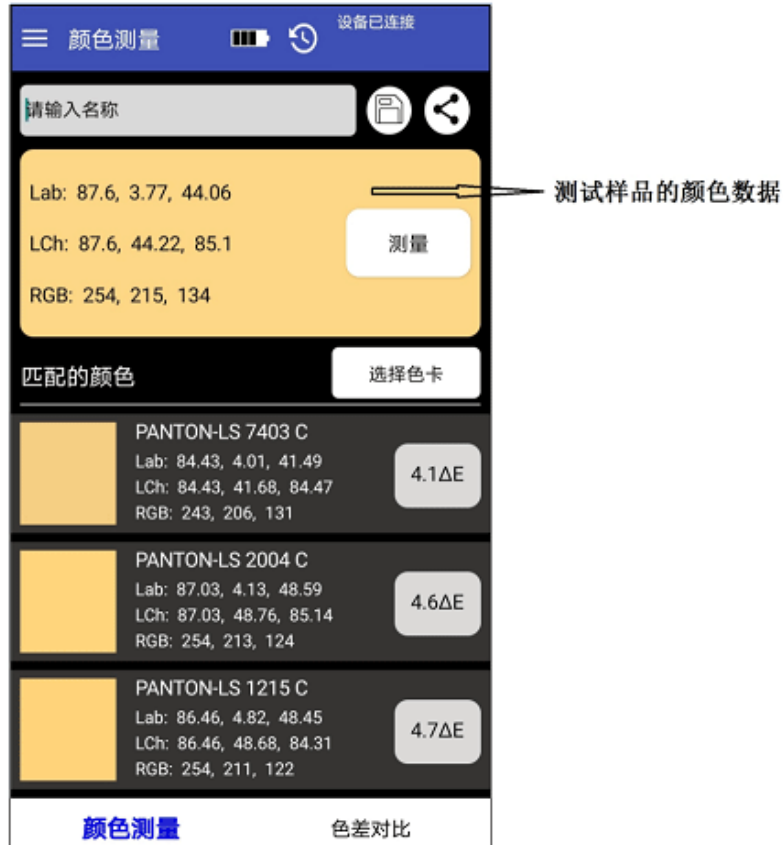 设备已连接
颜色测量
请输入名称
Lab: 87.6, 3.77, 44.06
测试样品的颜色数据
LCh: 87.6, 44.22, 85.1
测量
RGB: 254, 215, 134
匹配的颜色
选择色卡
PANTON-LS 7403 C
Lab: 84.43, 4.01, 41.49
LCh: 84.43, 41.68, 84.47
RGB: 243, 206, 131
4.1ΔE
PANTON-LS 2004 C
Lab: 87.03, 4.13, 48.59
LCh: 87.03, 48.76, 85.14
RGB: 254, 213, 124
4.6ΔE
PANTON-LS 1215 C
Lab: 86.46, 4.82, 48.45
LCh: 86.46, 48.68, 84.31
RGB: 254, 211, 122
4.7ΔE
颜色测量
色差对比